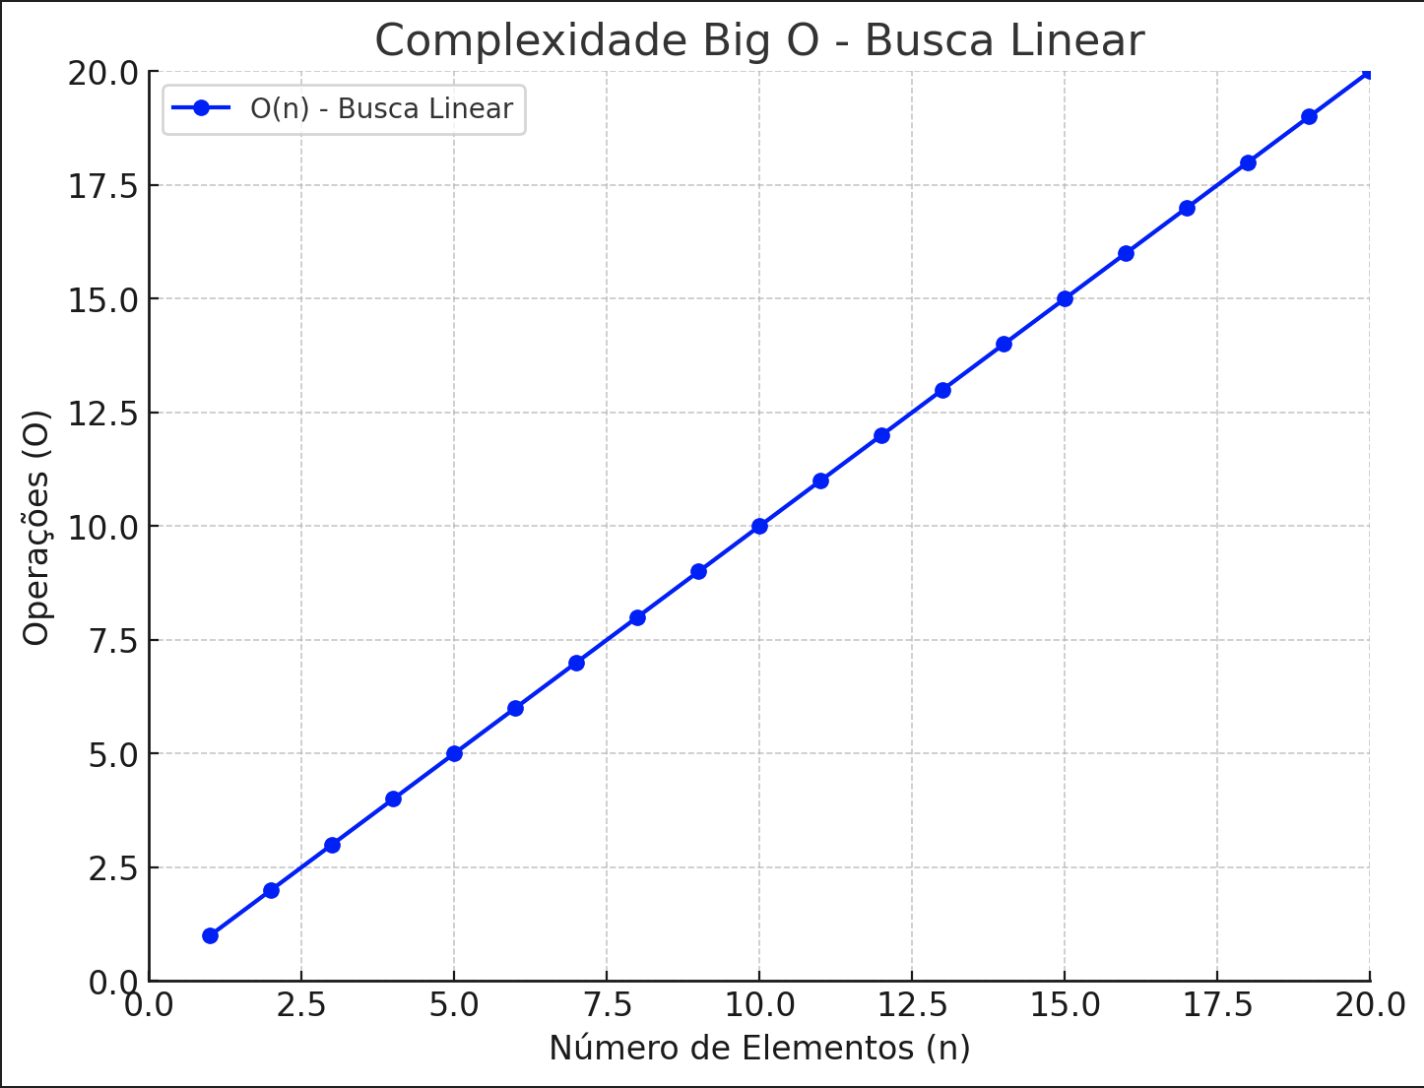 Complexidade Big O - Busca Linear
O(n) - Busca Linear
20.0
17.5
15.0
12.5
10.0
7.5
5.0
2.5
0.0
Operações (O)
0.0 2.5 5.0 7.5 10.0 12.5 15.0 17.5 20.0
Número de Elementos (n)